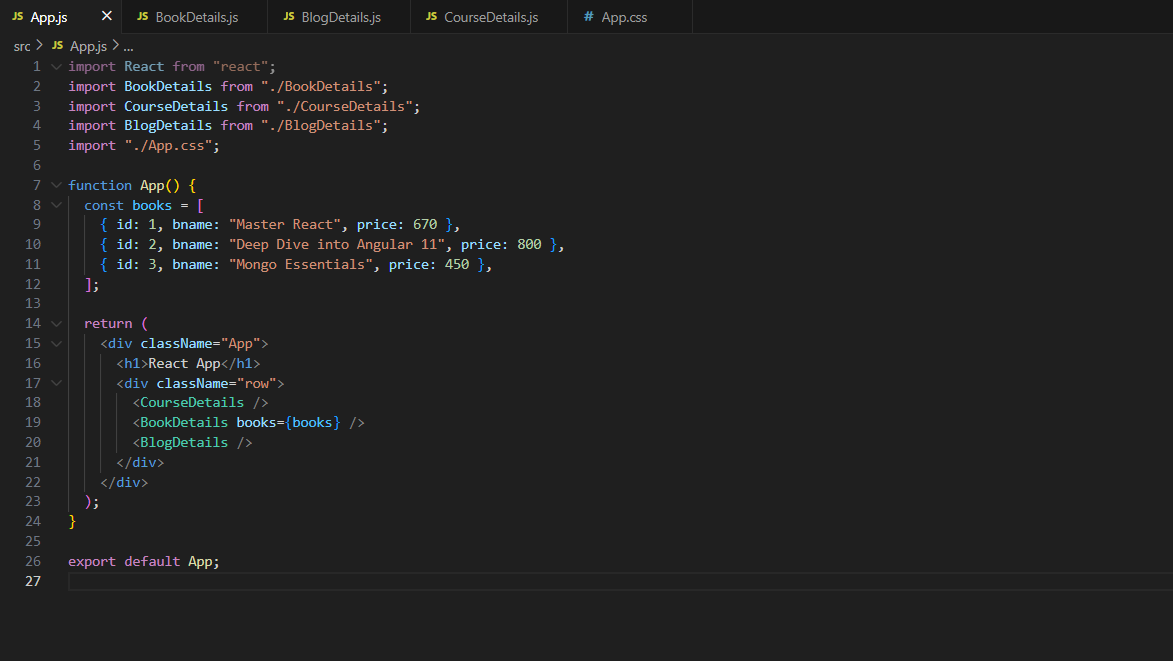 JS App.js × JS BookDetails.js JS BlogDetails.js JS CourseDetails.js # App.css
src > JS App.js > ...
1 import React from "react";
2 import BookDetails from "./BookDetails";
3 import CourseDetails from "./CourseDetails";
4 import BlogDetails from "./BlogDetails";
5 import "./App.css";
6
7 function App() {
8   const books = [
9     { id: 1, bname: "Master React", price: 670 },
10     { id: 2, bname: "Deep Dive into Angular 11", price: 800 },
11     { id: 3, bname: "Mongo Essentials", price: 450 },
12   ];
13
14   return (
15     <div className="App">
16       <h1>React App</h1>
17       <div className="row">
18         <CourseDetails />
19         <BookDetails books={books} />
20         <BlogDetails />
21       </div>
22     </div>
23   );
24 }
25
26 export default App;
27